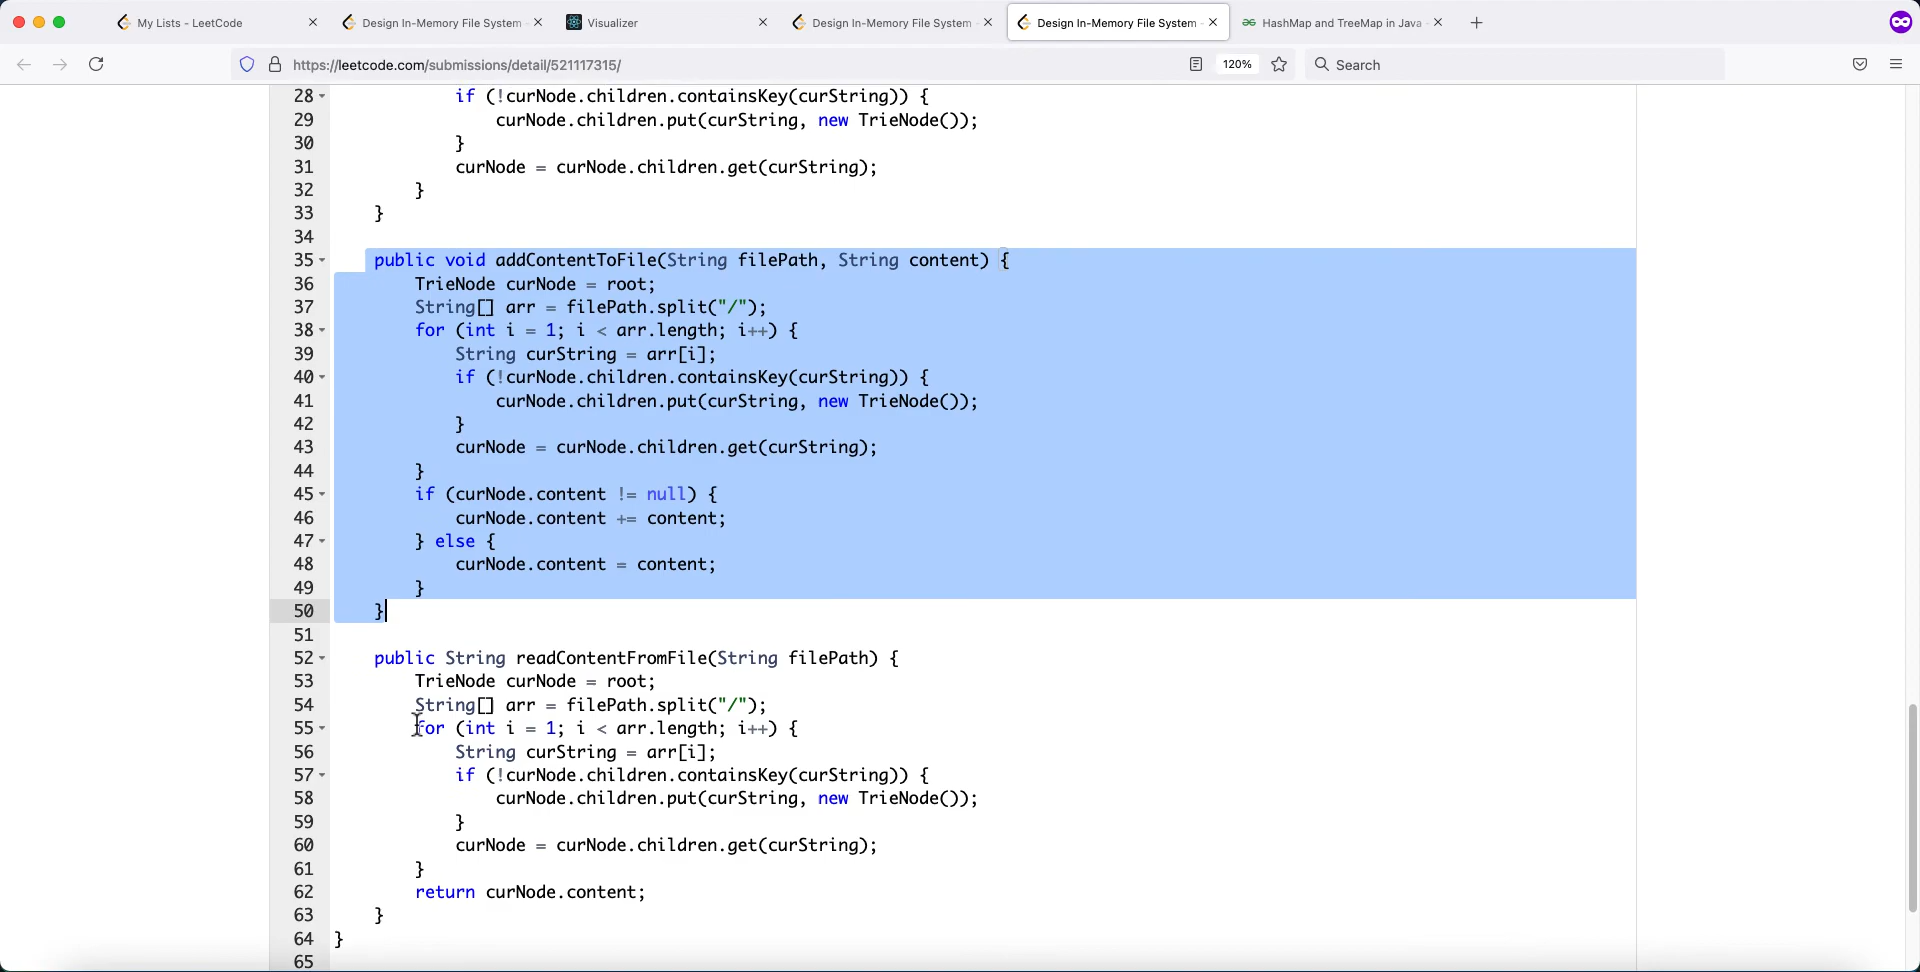 My Lists - LeetCode
Design In-Memory File System
Visualizer
Design In-Memory File System
Design In-Memory File System
HashMap and TreeMap in Java
https://leetcode.com/submissions/detail/521117315/
120%
Search
28 if (!curNode.children.containsKey(curString)) {
29 curNode.children.put(curString, new TrieNode());
30 }
31 curNode = curNode.children.get(curString);
32 }
33 }
34
35 public void addContentToFile(String filePath, String content) {
36 TrieNode curNode = root;
37 String[] arr = filePath.split("/");
38 for (int i = 1; i < arr.length; i++) {
39 String curString = arr[i];
40 if (!curNode.children.containsKey(curString)) {
41 curNode.children.put(curString, new TrieNode());
42 }
43 curNode = curNode.children.get(curString);
44 }
45 if (curNode.content != null) {
46 curNode.content += content;
47 } else {
48 curNode.content = content;
49 }
50 }
51
52 public String readContentFromFile(String filePath) {
53 TrieNode curNode = root;
54 String[] arr = filePath.split("/");
55 for (int i = 1; i < arr.length; i++) {
56 String curString = arr[i];
57 if (!curNode.children.containsKey(curString)) {
58 curNode.children.put(curString, new TrieNode());
59 }
60 curNode = curNode.children.get(curString);
61 }
62 return curNode.content;
63 }
64 }
65